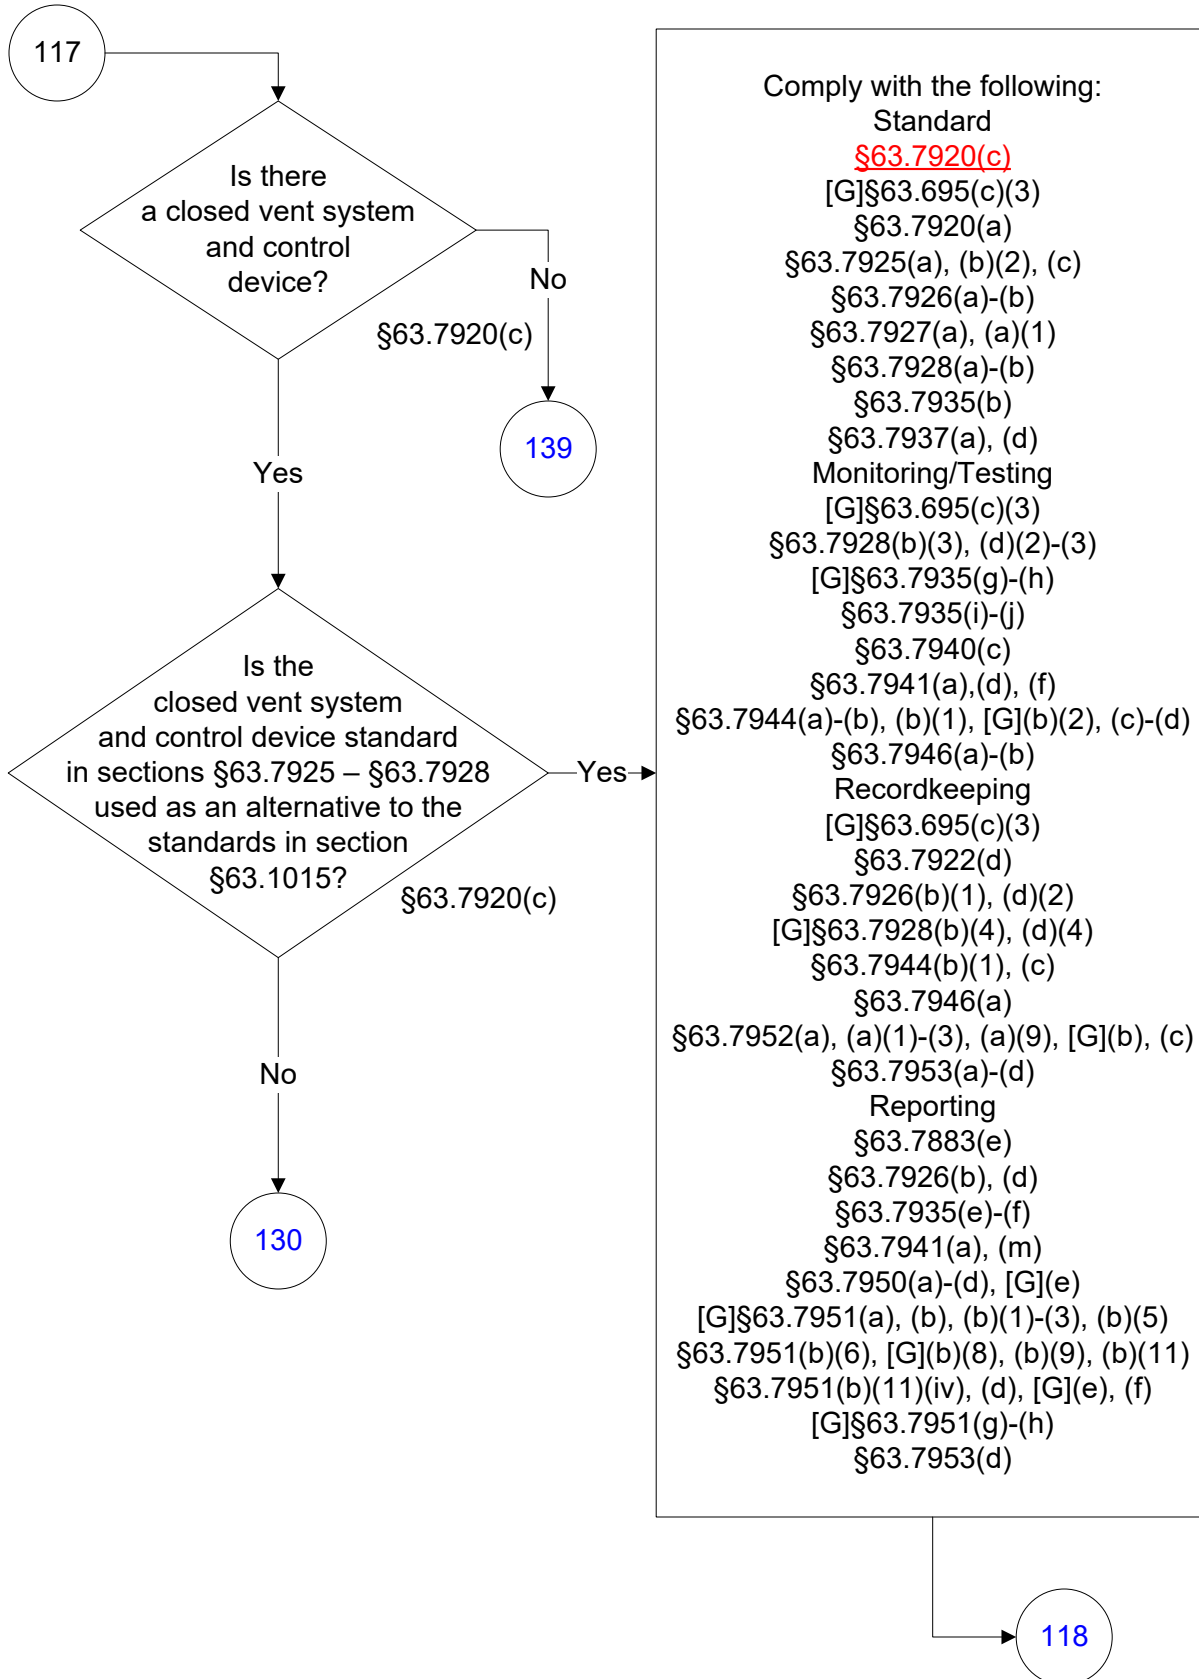 117
Is there
a closed vent system
and control
device?
No
§63.7920(c)
139
Yes
Is the
closed vent system
and control device standard
in sections §63.7925 – §63.7928
used as an alternative to the
standards in section
§63.1015?
Yes
§63.7920(c)
No
130
Comply with the following:
Standard
§63.7920(c)
[G]§63.695(c)(3)
§63.7920(a)
§63.7925(a), (b)(2), (c)
§63.7926(a)-(b)
§63.7927(a), (a)(1)
§63.7928(a)-(b)
§63.7935(b)
§63.7937(a), (d)
Monitoring/Testing
[G]§63.695(c)(3)
§63.7928(b)(3), (d)(2)-(3)
[G]§63.7935(g)-(h)
§63.7935(i)-(j)
§63.7940(c)
§63.7941(a),(d), (f)
§63.7944(a)-(b), (b)(1), [G](b)(2), (c)-(d)
§63.7946(a)-(b)
Recordkeeping
[G]§63.695(c)(3)
§63.7922(d)
§63.7926(b)(1), (d)(2)
[G]§63.7928(b)(4), (d)(4)
§63.7944(b)(1), (c)
§63.7946(a)
§63.7952(a), (a)(1)-(3), (a)(9), [G](b), (c)
§63.7953(a)-(d)
Reporting
§63.7883(e)
§63.7926(b), (d)
§63.7935(e)-(f)
§63.7941(a), (m)
§63.7950(a)-(d), [G](e)
[G]§63.7951(a), (b), (b)(1)-(3), (b)(5)
§63.7951(b)(6), [G](b)(8), (b)(9), (b)(11)
§63.7951(b)(11)(iv), (d), [G](e), (f)
[G]§63.7951(g)-(h)
§63.7953(d)
118